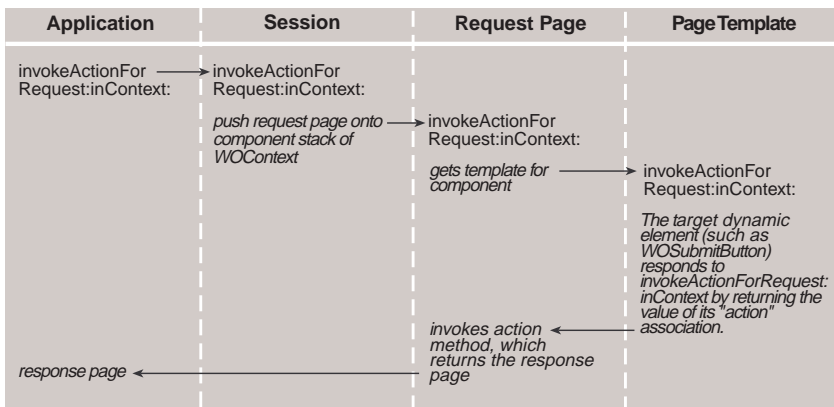 Application
Session
Request Page
Page Template
invokeActionFor
Request:inContext:
invokeActionFor
Request:inContext:
push request page onto
component stack of
WOContext
invokeActionFor
Request:inContext:
gets template for
component
invokeActionFor
Request:inContext:
The target dynamic
element (such as
WOSubmitButton)
responds to
invokeActionForRequest:
inContext by returning the
value of its "action"
association.
invokes action
method, which
returns the response
page
response page